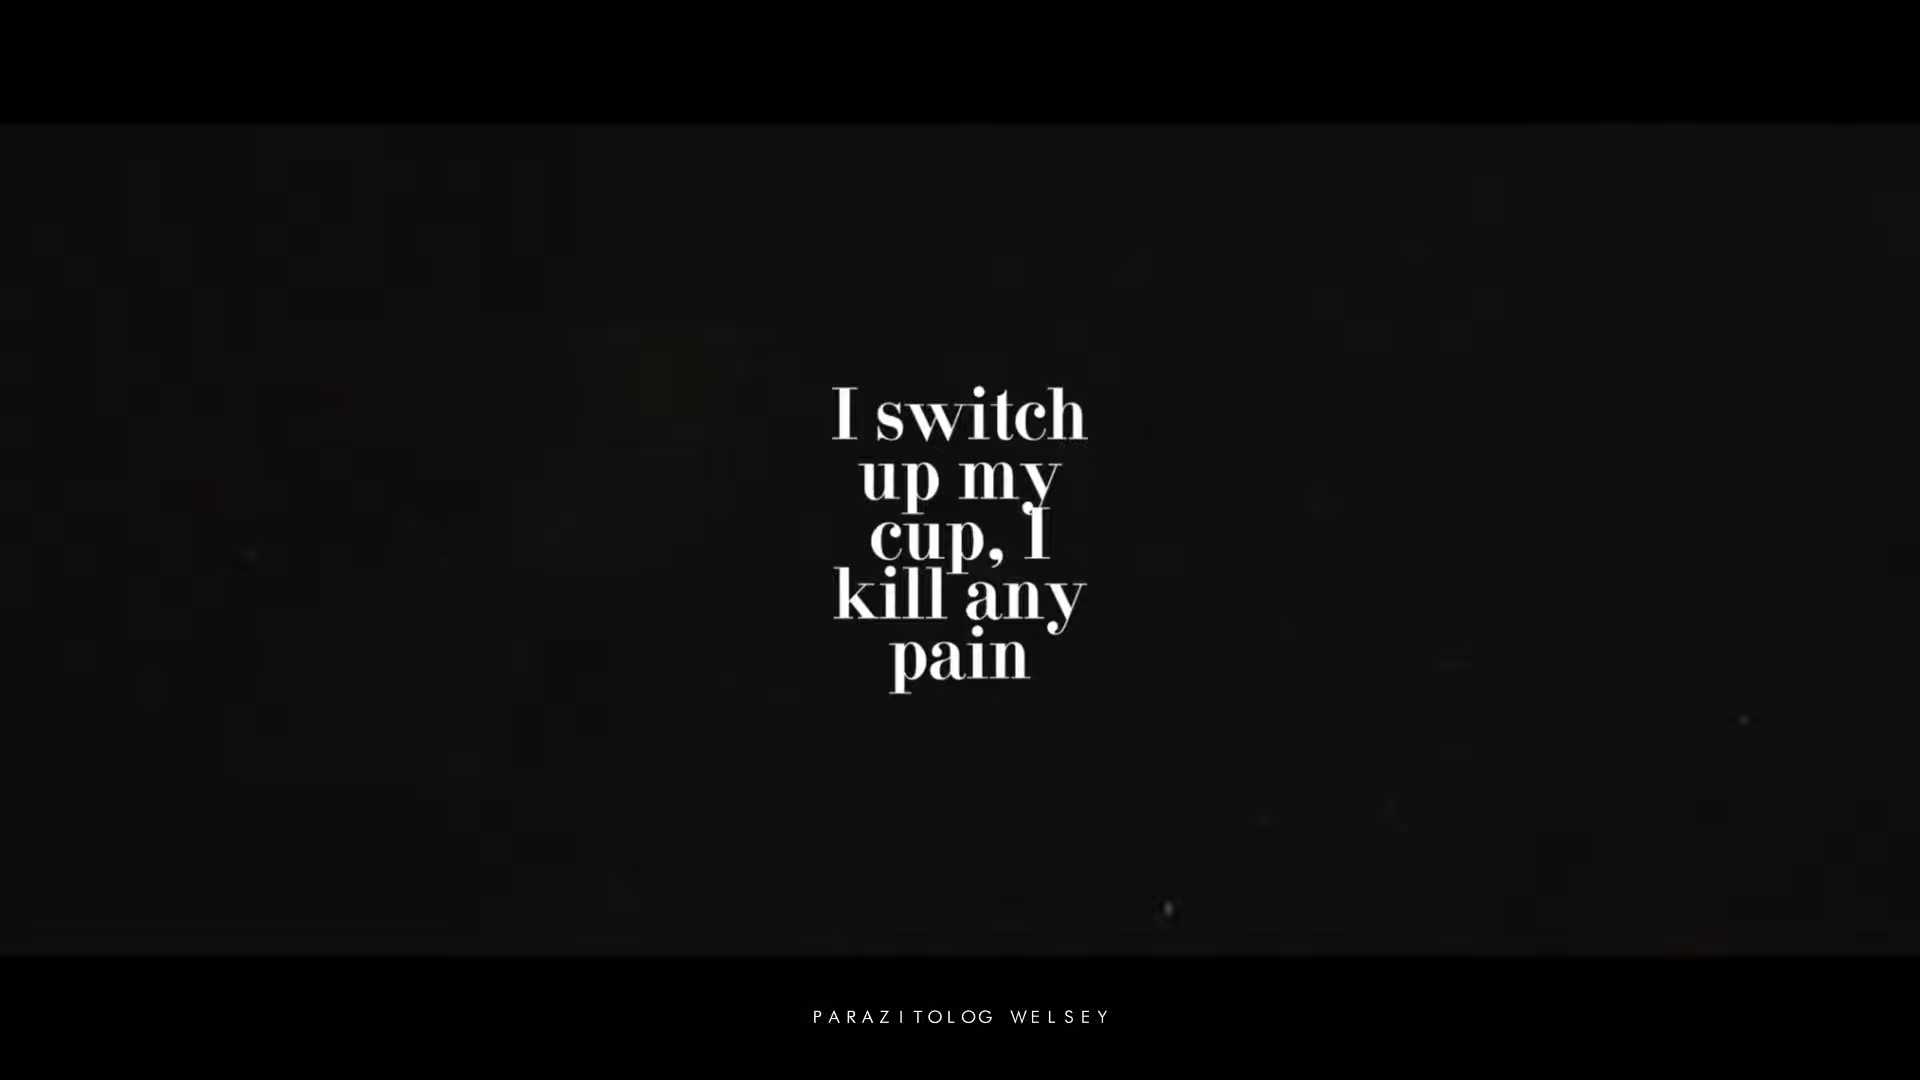 I switch
up my
cup, I
kill any
pain
PARAZITOLOG WELSEY